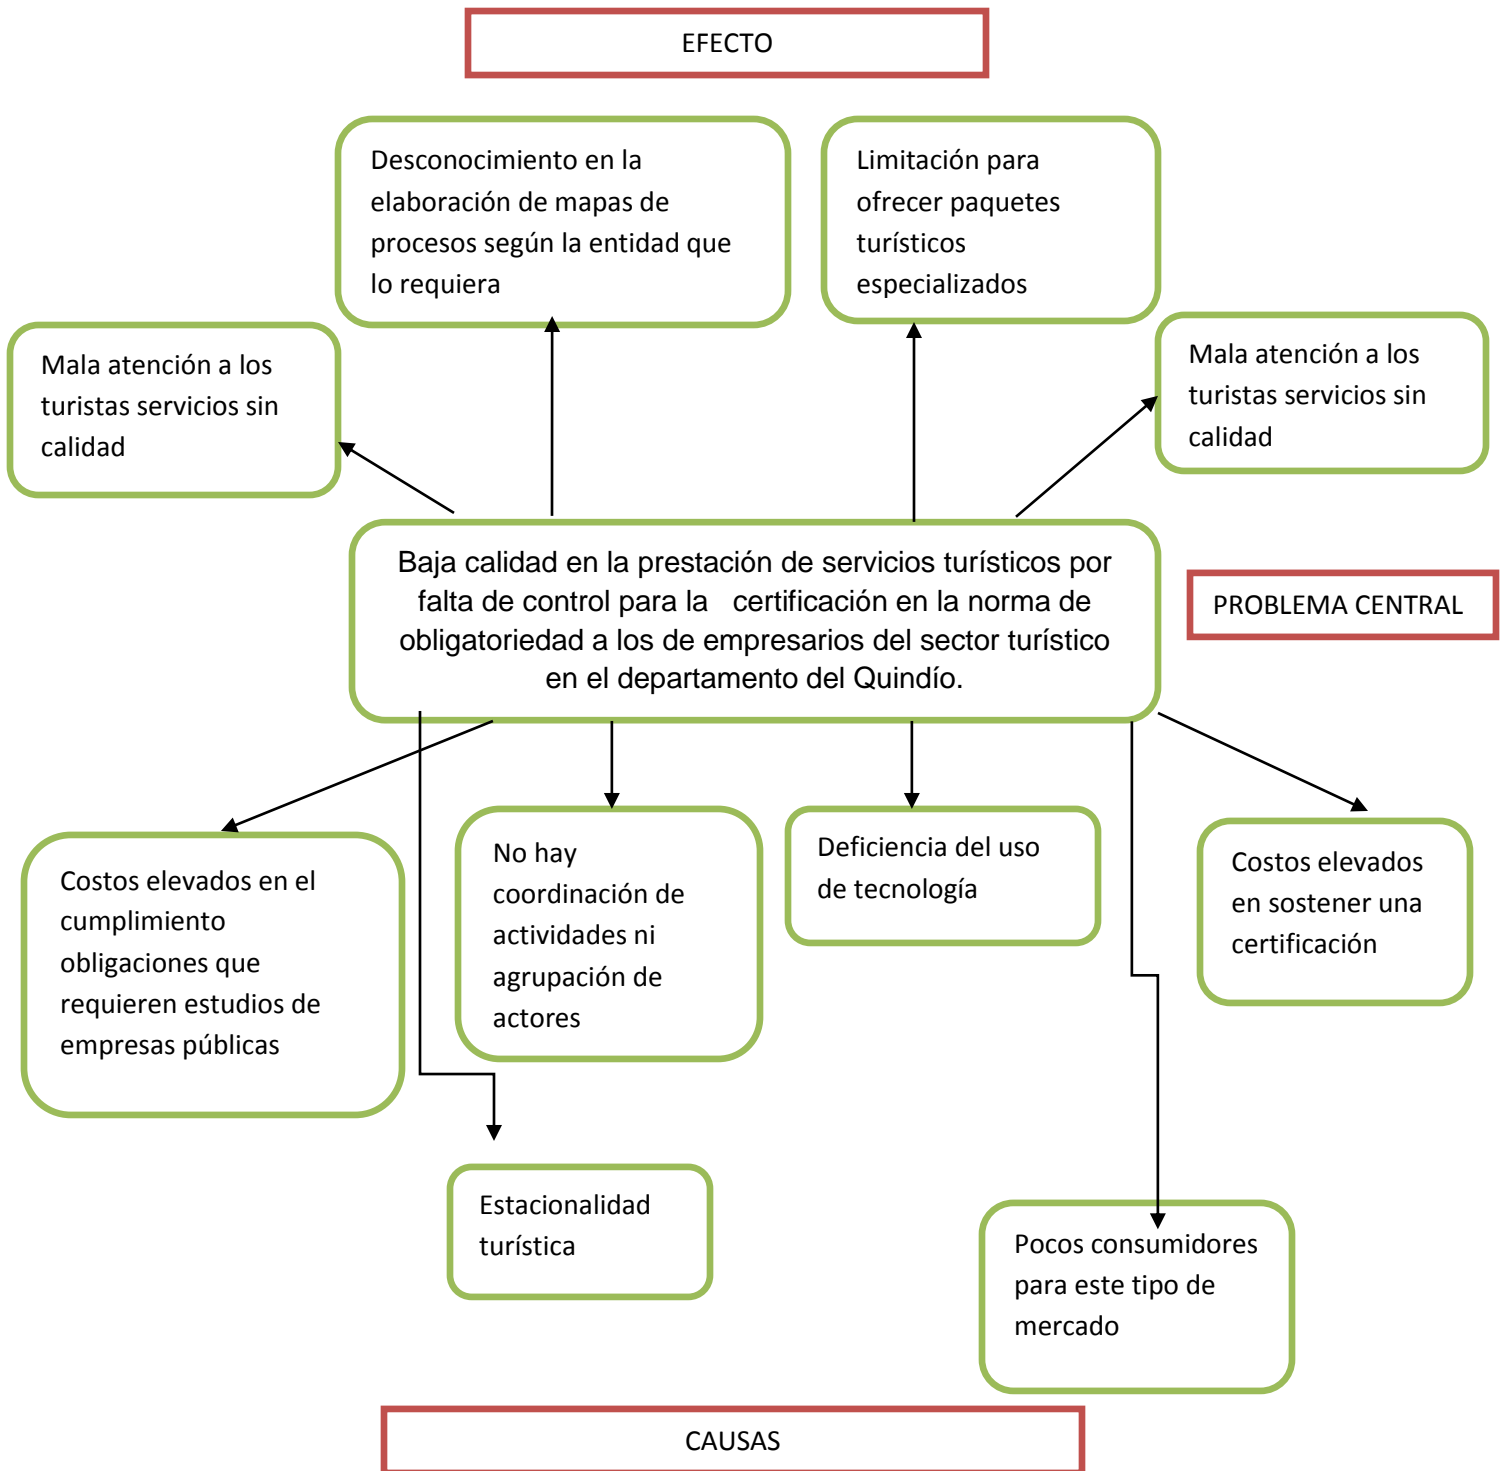 EFECTO
Desconocimiento en la
elaboración de mapas de
procesos según la entidad que
lo requiera
Limitación para
ofrecer paquetes
turísticos
especializados
Mala atención a los
turistas servicios sin
calidad
Mala atención a los
turistas servicios sin
calidad
Baja calidad en la prestación de servicios turísticos por
falta de control para la certificación en la norma de
obligatoriedad a los de empresarios del sector turístico
en el departamento del Quindío.
PROBLEMA CENTRAL
Costos elevados en el
cumplimiento
obligaciones que
requieren estudios de
empresas públicas
No hay
coordinación de
actividades ni
agrupación de
actores
Deficiencia del uso
de tecnología
Costos elevados
en sostener una
certificación
Estacionalidad
turística
Pocos consumidores
para este tipo de
mercado
CAUSAS